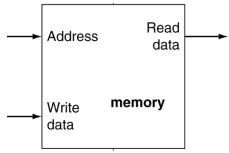 Address
Read
data
Write
data
memory